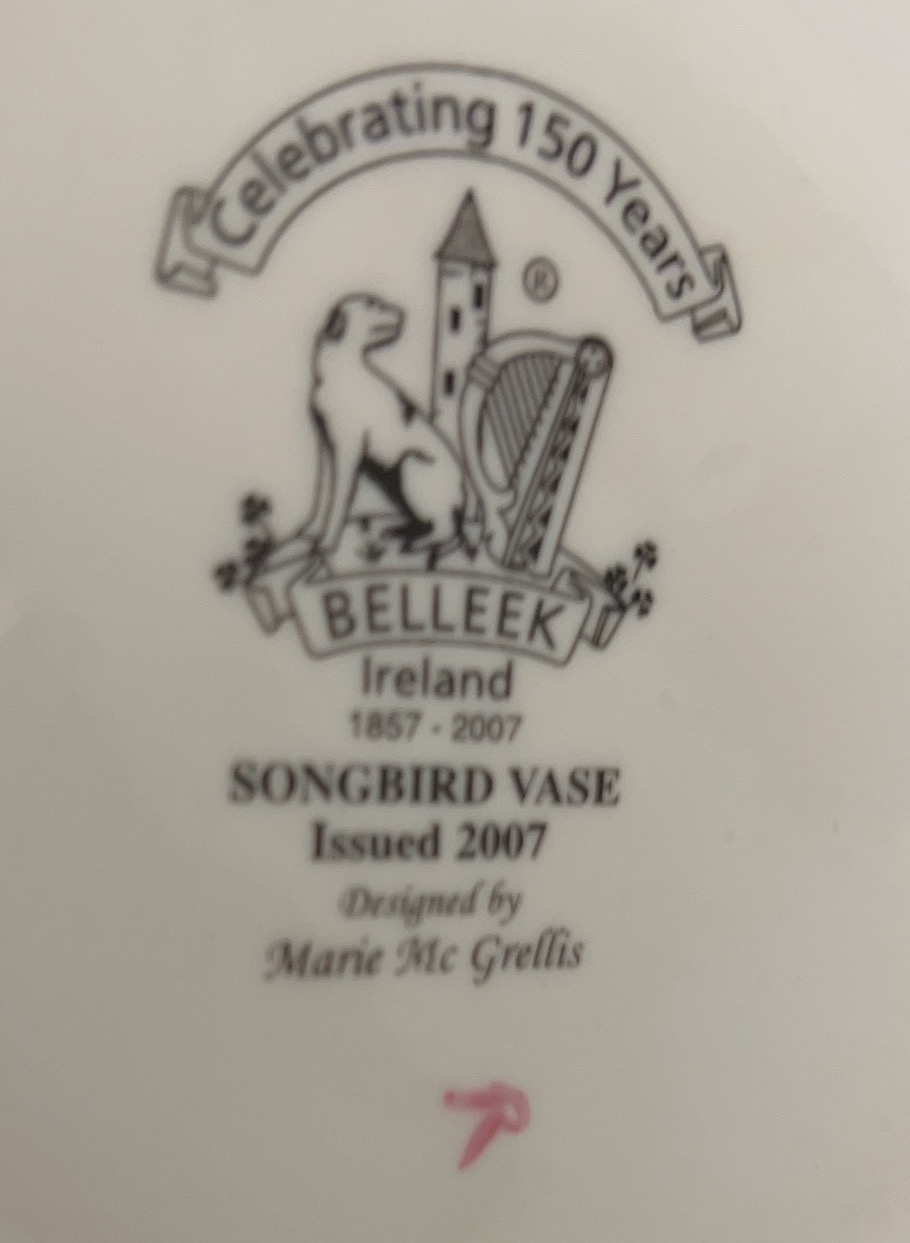 Celebrating 150 Years
®
BELLEEK
Ireland
1857 - 2007
SONGBIRD VASE
Issued 2007
Designed by
Marie Mc Grellis